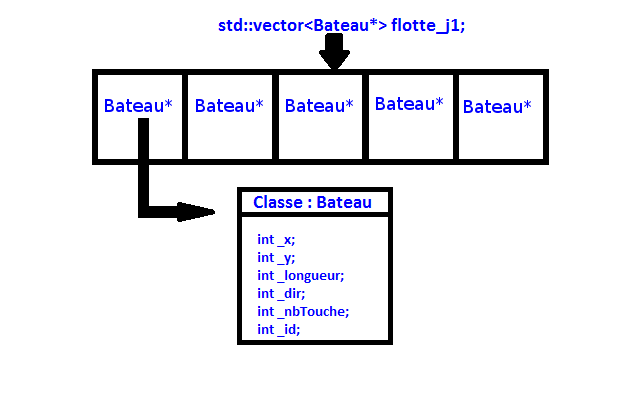 std::vector<Bateau*> flotte_j1;
Bateau* Bateau* Bateau* Bateau* Bateau*
Classe : Bateau
int _x;
int _y;
int _longueur;
int _dir;
int _nbTouche;
int _id;